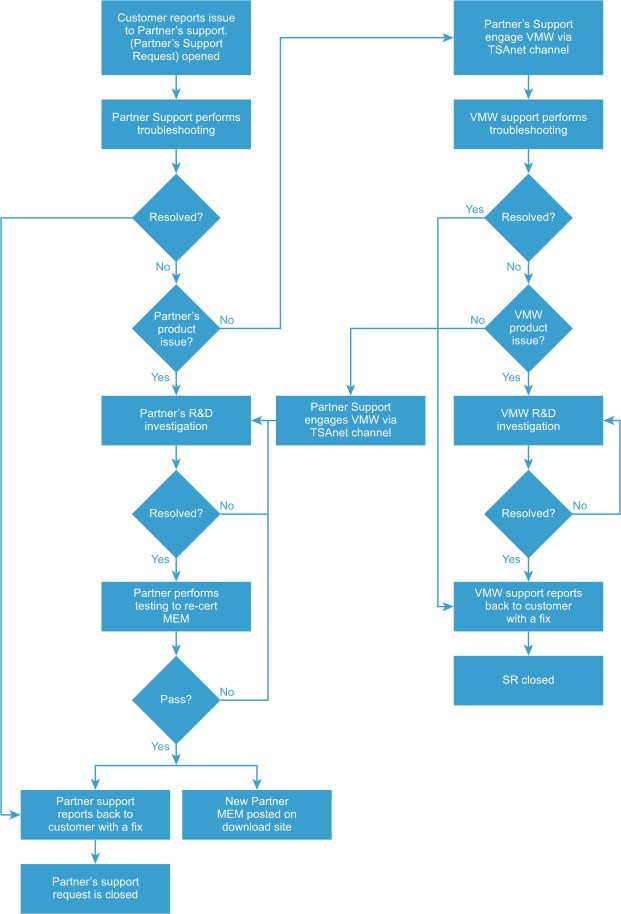 Customer reports issue
to Partner's support.
(Partner's Support
Request) opened
Partner Support performs
troubleshooting
Resolved?
No
Partner's
product
issue?
No
Yes
Partner's R&D
investigation
Resolved?
No
Yes
Partner performs
testing to re-cert
MEM
Pass?
No
Yes
Partner support
reports back to
customer with a fix
New Partner
MEM posted on
download site
Partner's support
request is closed
Partner Support
engages VMW via
TSAnet channel
Partner's Support
engage VMW via
TSAnet channel
VMW support performs
troubleshooting
Yes
Resolved?
No
No
VMW
product
issue?
Yes
VMW R&D
investigation
Resolved?
No
Yes
VMW support reports
back to customer
with a fix
SR closed